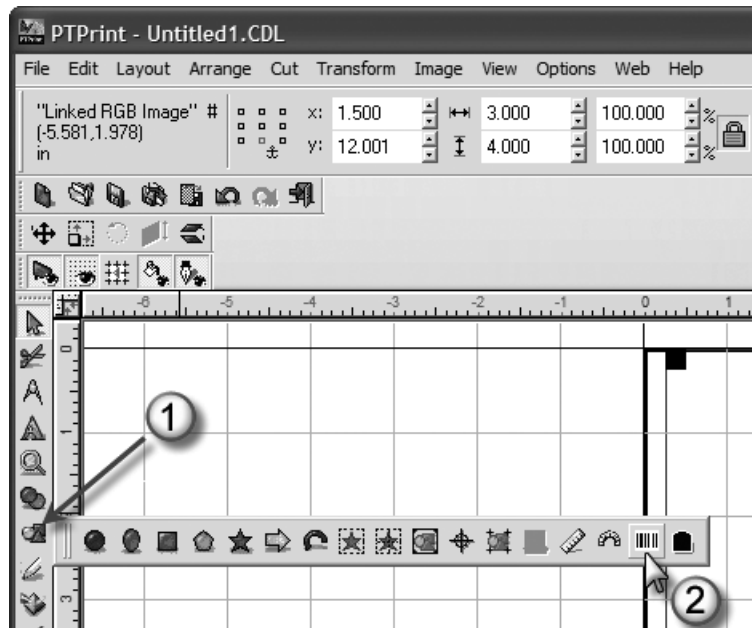 PTPrint - Untitled1.CDL
File Edit Layout Arrange Cut Transform Image View Options Web Help
"Linked RGB Image" # x: 1.500 3.000 100.000 %
(-5.581,1.978)
in y: 12.001 4.000 100.000 %
-6 -5 -4 -3 -2 -1 0 1
0
1
1
2
3